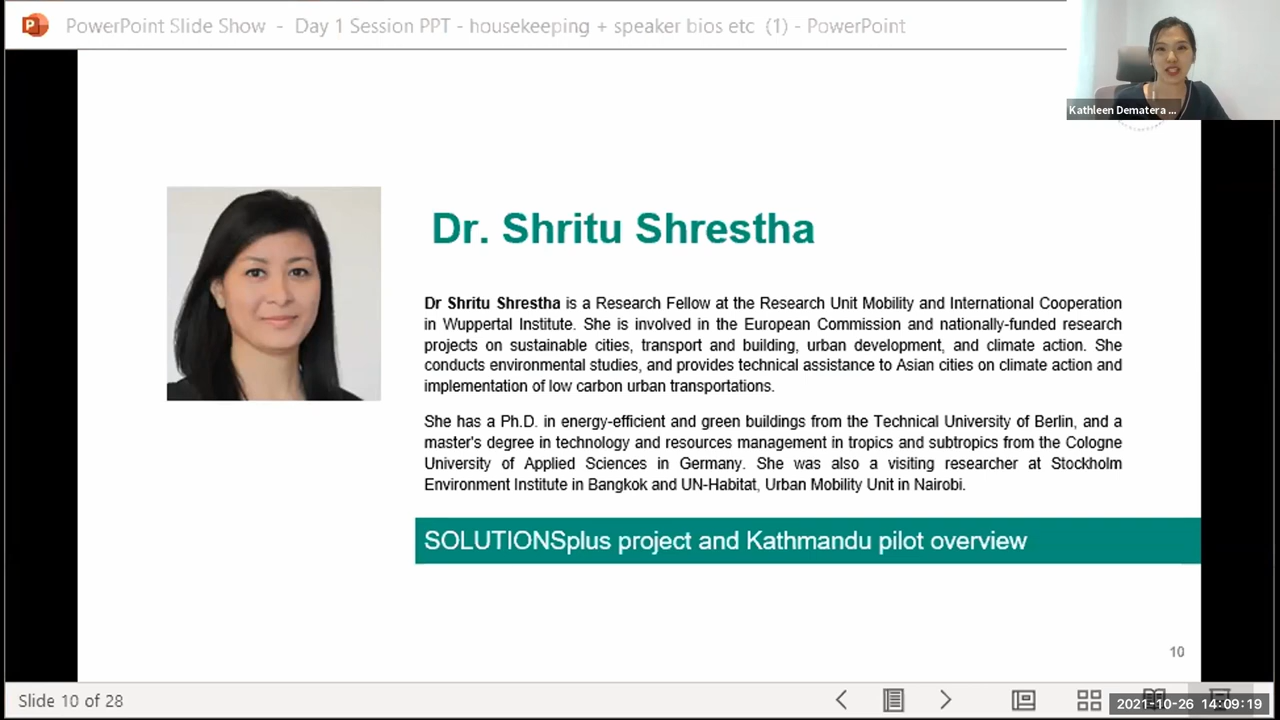 PowerPoint Slide Show - Day 1 Session PPT - housekeeping + speaker bios etc (1) - PowerPoint
Kathleen Dematera ...
Dr. Shritu Shrestha
Dr Shritu Shrestha is a Research Fellow at the Research Unit Mobility and International Cooperation
in Wuppertal Institute. She is involved in the European Commission and nationally-funded research
projects on sustainable cities, transport and building, urban development, and climate action. She
conducts environmental studies, and provides technical assistance to Asian cities on climate action and
implementation of low carbon urban transportations.
She has a Ph.D. in energy-efficient and green buildings from the Technical University of Berlin, and a
master's degree in technology and resources management in tropics and subtropics from the Cologne
University of Applied Sciences in Germany. She was also a visiting researcher at Stockholm
Environment Institute in Bangkok and UN-Habitat, Urban Mobility Unit in Nairobi.
SOLUTIONSplus project and Kathmandu pilot overview
10
Slide 10 of 28
2021-10-26 14:09:19